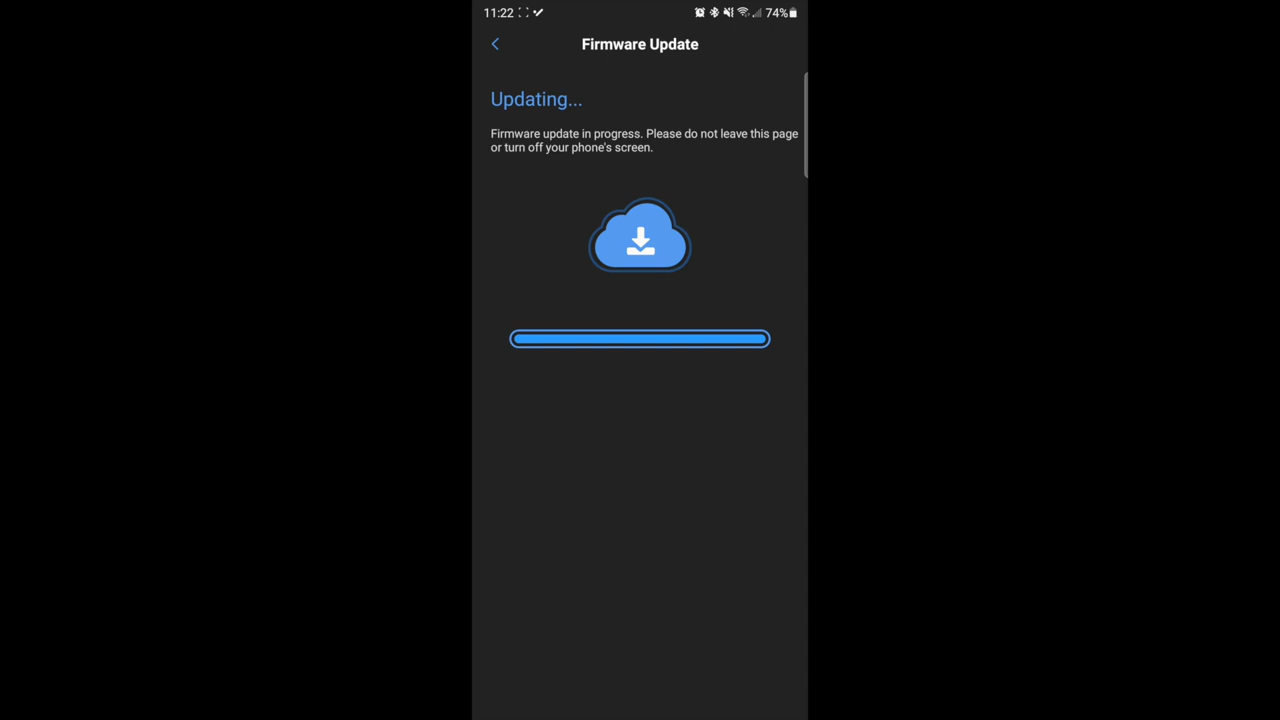 11:22
74%
Firmware Update
Updating...
Firmware update in progress. Please do not leave this page
or turn off your phone's screen.